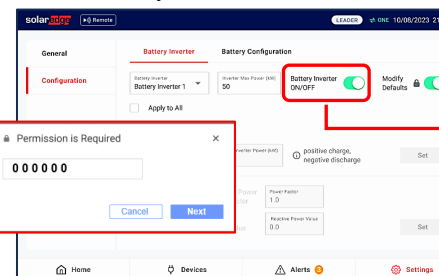 solaredge Remote LEADER ONE 10/08/2023 21
General Battery Inverter Battery Configuration
Configuration
Battery Inverter
Battery Inverter 1
Inverter Max Power (kW)
50
Battery Inverter
ON/OFF
Modify
Defaults
Apply to All
Permission is Required ×
000000
Cancel Next
Inverter Power (kW)
positive charge,
negative discharge
Set
Power
Power Factor
1.0
Reactive Power Value
0.0
Set
Home Devices Alerts Settings